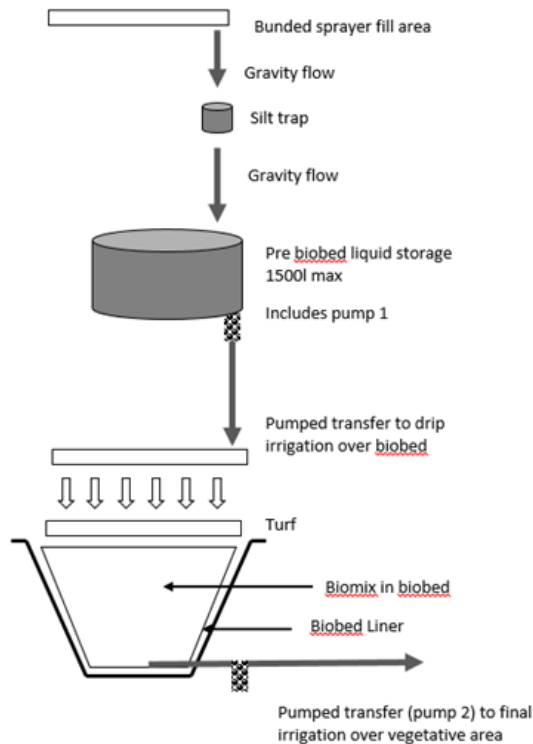 Bunded sprayer fill area
Gravity flow
Silt trap
Gravity flow
Pre biobed liquid storage
1500l max
Includes pump 1
Pumped transfer to drip
irrigation over biobed
Turf
Biomix in biobed
Biobed Liner
Pumped transfer (pump 2) to final
irrigation over vegetative area